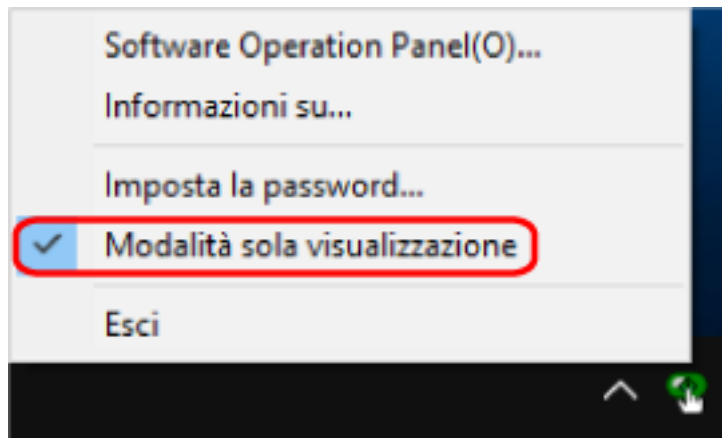 Software Operation Panel(O)...
Informazioni su...
Imposta la password...
Modalità sola visualizzazione
Esci